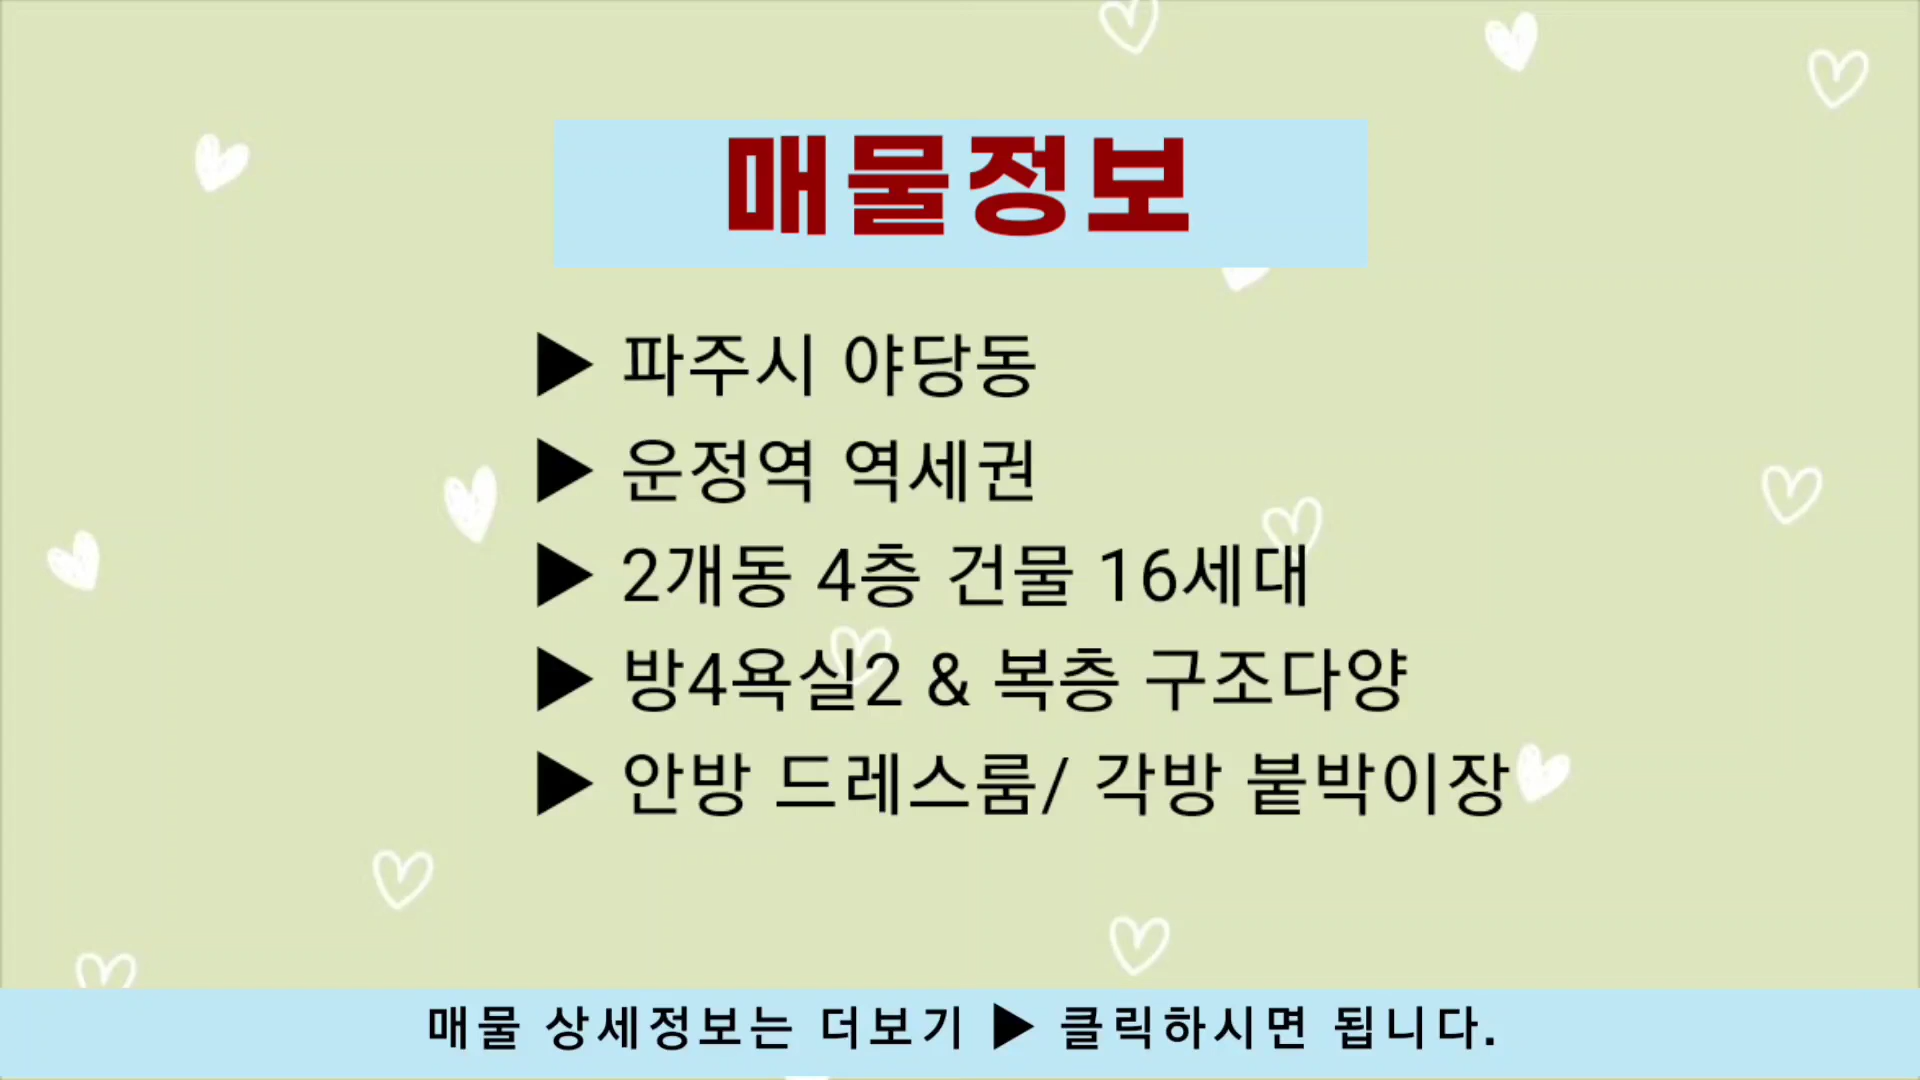 매물정보
▶ 파주시 야당동
▶ 운정역 역세권
▶ 2개동 4층 건물 16세대
▶ 방4욕실2 & 복층 구조다양
▶ 안방 드레스룸/ 각방 붙박이장
매물 상세정보는 더보기 ▶ 클릭하시면 됩니다.